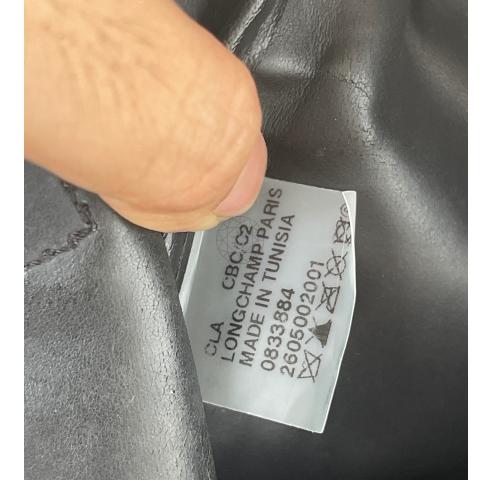 CLA CBC C2
LONGCHAMP PARIS
MADE IN TUNISIA
0833884
2605002001